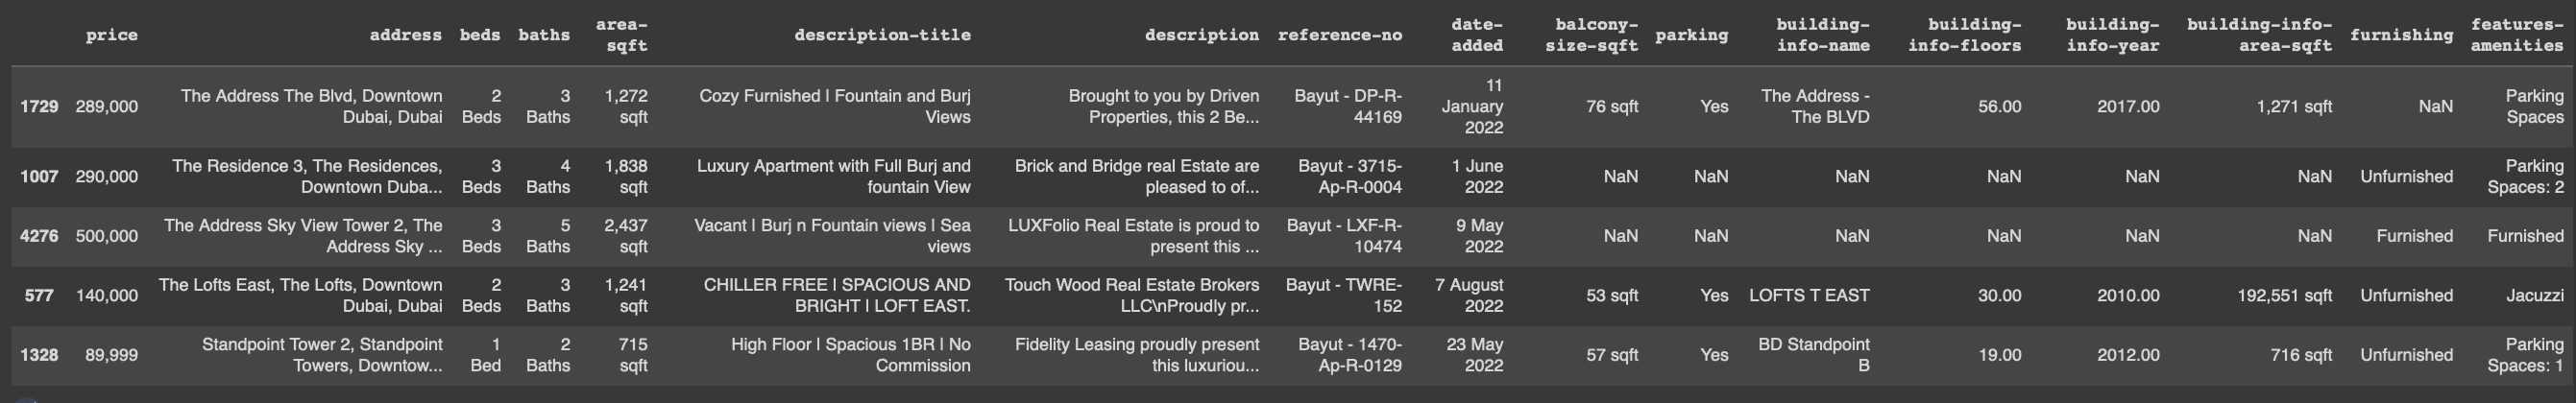 price address beds baths area-sqft description-title description reference-no date-added balcony-size-sqft parking building-info-name building-info-floors building-info-year building-info-area-sqft furnishing features-amenities
1729 289,000 The Address The Blvd, Downtown Dubai, Dubai 2 Beds 3 Baths 1,272 sqft Cozy Furnished | Fountain and Burj Views Brought to you by Driven Properties, this 2 Be... Bayut - DP-R-44169 11 January 2022 76 sqft Yes The Address - The BLVD 56.00 2017.00 1,271 sqft NaN Parking Spaces
1007 290,000 The Residence 3, The Residences, Downtown Duba... 3 Beds 4 Baths 1,838 sqft Luxury Apartment with Full Burj and fountain View Brick and Bridge real Estate are pleased to of... Bayut - 3715-Ap-R-0004 1 June 2022 NaN NaN NaN NaN NaN NaN Unfurnished Parking Spaces: 2
4276 500,000 The Address Sky View Tower 2, The Address Sky ... 3 Beds 5 Baths 2,437 sqft Vacant | Burj n Fountain views | Sea views LUXFolio Real Estate is proud to present this ... Bayut - LXF-R-10474 9 May 2022 NaN NaN NaN NaN NaN NaN Furnished Furnished
577 140,000 The Lofts East, The Lofts, Downtown Dubai, Dubai 2 Beds 3 Baths 1,241 sqft CHILLER FREE | SPACIOUS AND BRIGHT | LOFT EAST. Touch Wood Real Estate Brokers LLC\nProudly pr... Bayut - TWRE-152 7 August 2022 53 sqft Yes LOFTS T EAST 30.00 2010.00 192,551 sqft Unfurnished Jacuzzi
1328 89,999 Standpoint Tower 2, Standpoint Towers, Downtow... 1 Bed 2 Baths 715 sqft High Floor | Spacious 1BR | No Commission Fidelity Leasing proudly present this luxuriou... Bayut - 1470-Ap-R-0129 23 May 2022 57 sqft Yes BD Standpoint B 19.00 2012.00 716 sqft Unfurnished Parking Spaces: 1